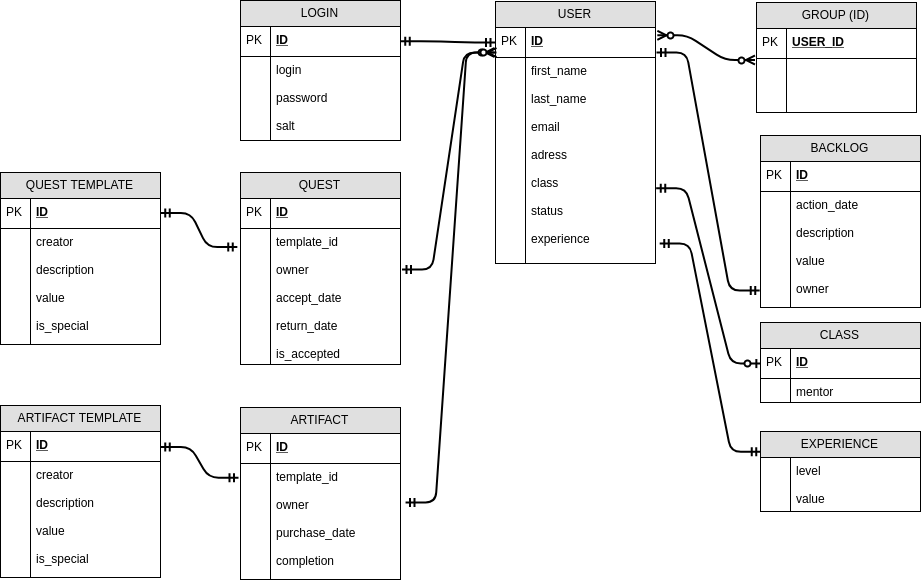 LOGIN
PK ID
login
password
salt
USER
PK ID
first_name
last_name
email
adress
class
status
experience
GROUP (ID)
PK USER_ID
BACKLOG
PK ID
action_date
description
value
owner
QUEST TEMPLATE
PK ID
creator
description
value
is_special
QUEST
PK ID
template_id
owner
accept_date
return_date
is_accepted
CLASS
PK ID
mentor
ARTIFACT TEMPLATE
PK ID
creator
description
value
is_special
ARTIFACT
PK ID
template_id
owner
purchase_date
completion
EXPERIENCE
level
value